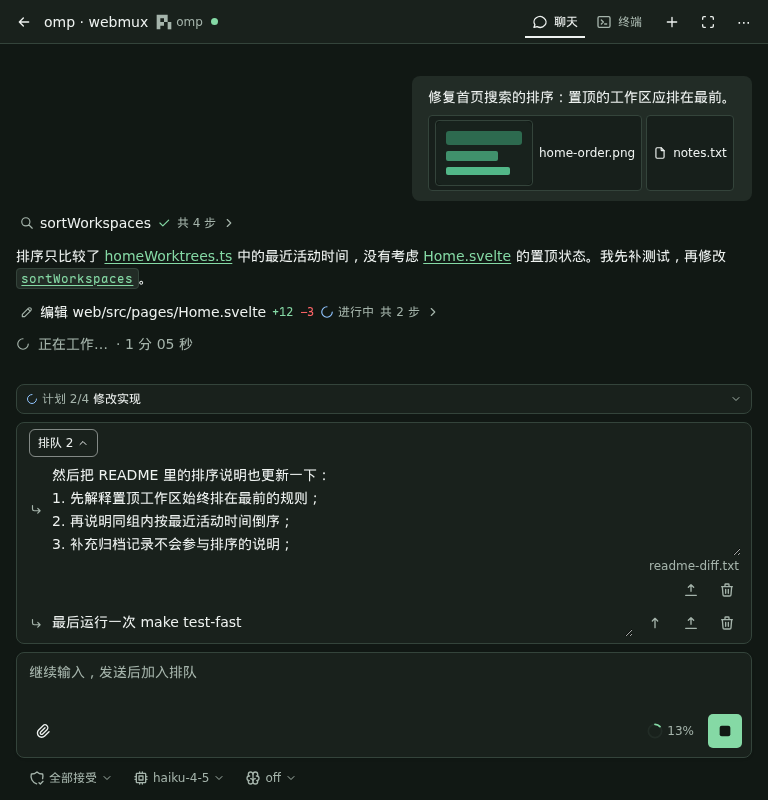 omp · webmux omp
聊天
终端
修复首页搜索的排序：置顶的工作区应排在最前。
home-order.png
notes.txt
sortWorkspaces 共 4 步
排序只比较了 homeWorktrees.ts 中的最近活动时间，没有考虑 Home.svelte 的置顶状态。我先补测试，再修改
sortWorkspaces。
编辑 web/src/pages/Home.svelte +12 −3 进行中 共 2 步
正在工作… · 1 分 05 秒
计划 2/4 修改实现
排队 2
然后把 README 里的排序说明也更新一下：
1. 先解释置顶工作区始终排在最前的规则；
2. 再说明同组内按最近活动时间倒序；
3. 补充归档记录不会参与排序的说明；
readme-diff.txt
最后运行一次 make test-fast
继续输入，发送后加入排队
13%
全部接受
haiku-4-5
off